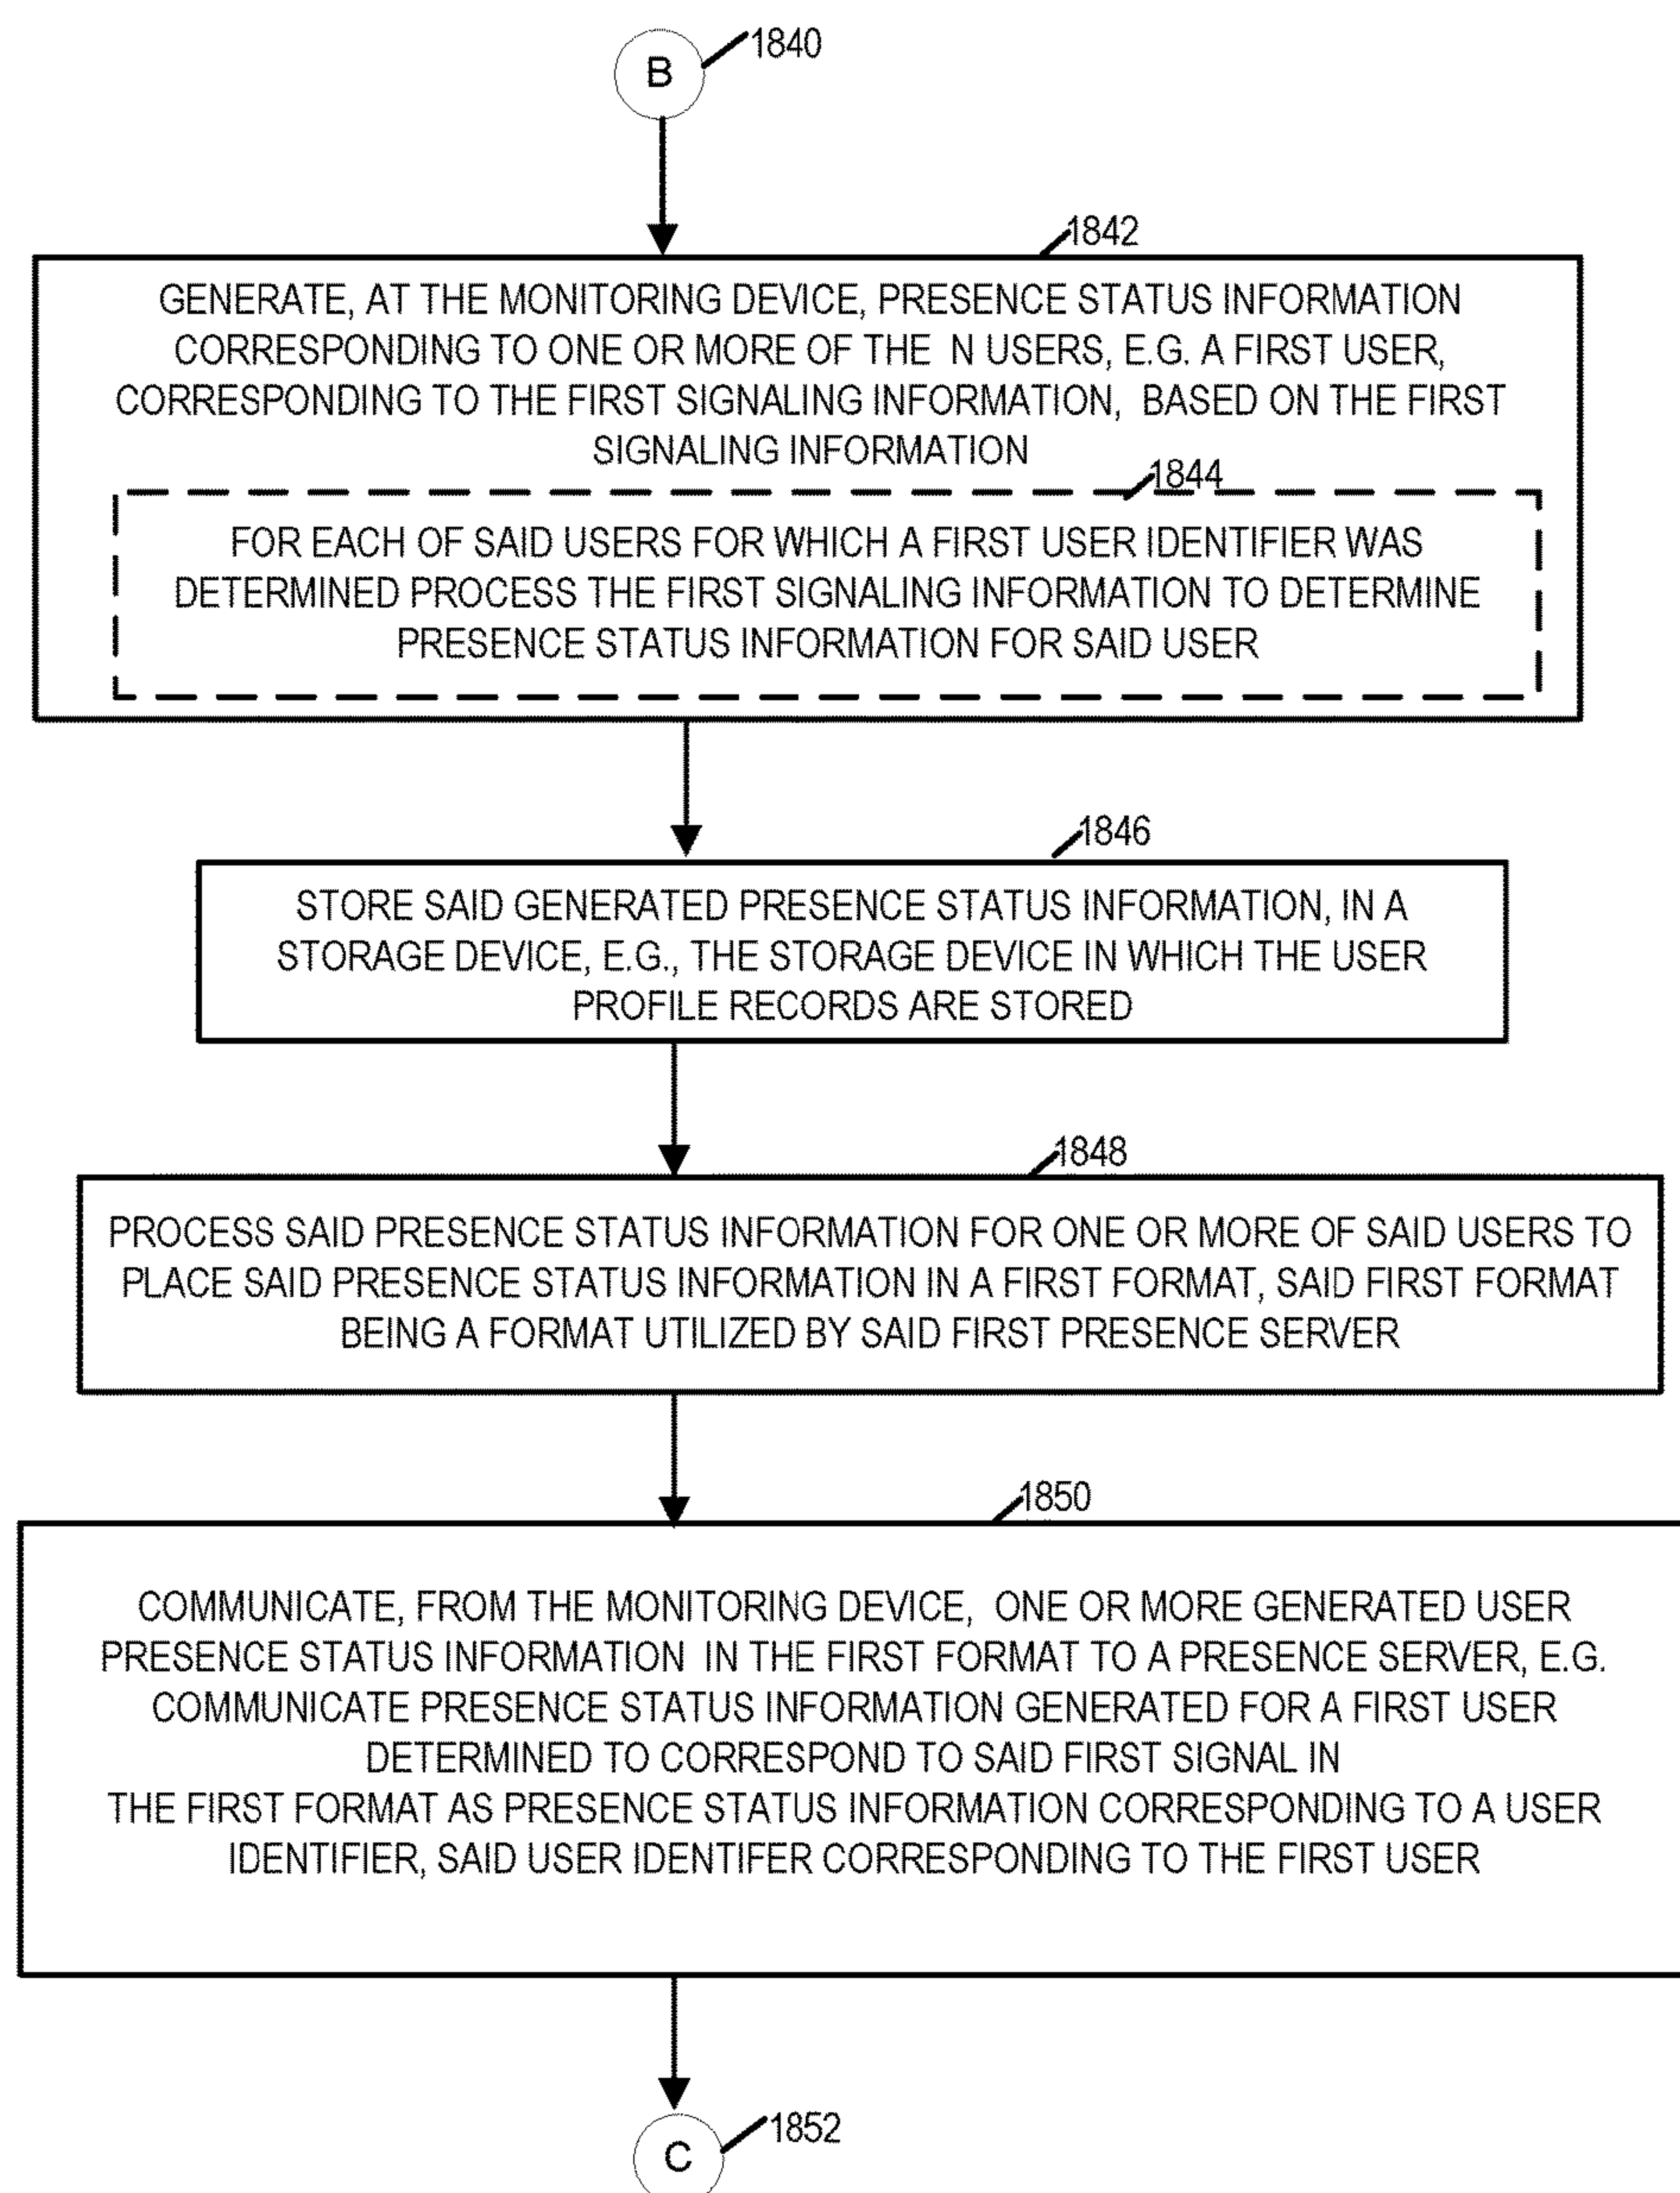 B
1840
1842
GENERATE, AT THE MONITORING DEVICE, PRESENCE STATUS INFORMATION
CORRESPONDING TO ONE OR MORE OF THE N USERS, E.G. A FIRST USER,
CORRESPONDING TO THE FIRST SIGNALING INFORMATION, BASED ON THE FIRST
SIGNALING INFORMATION
1844
FOR EACH OF SAID USERS FOR WHICH A FIRST USER IDENTIFIER WAS
DETERMINED PROCESS THE FIRST SIGNALING INFORMATION TO DETERMINE
PRESENCE STATUS INFORMATION FOR SAID USER
1846
STORE SAID GENERATED PRESENCE STATUS INFORMATION, IN A
STORAGE DEVICE, E.G., THE STORAGE DEVICE IN WHICH THE USER
PROFILE RECORDS ARE STORED
1848
PROCESS SAID PRESENCE STATUS INFORMATION FOR ONE OR MORE OF SAID USERS TO
PLACE SAID PRESENCE STATUS INFORMATION IN A FIRST FORMAT, SAID FIRST FORMAT
BEING A FORMAT UTILIZED BY SAID FIRST PRESENCE SERVER
1850
COMMUNICATE, FROM THE MONITORING DEVICE, ONE OR MORE GENERATED USER
PRESENCE STATUS INFORMATION IN THE FIRST FORMAT TO A PRESENCE SERVER, E.G.
COMMUNICATE PRESENCE STATUS INFORMATION GENERATED FOR A FIRST USER
DETERMINED TO CORRESPOND TO SAID FIRST SIGNAL IN
THE FIRST FORMAT AS PRESENCE STATUS INFORMATION CORRESPONDING TO A USER
IDENTIFIER, SAID USER IDENTIFER CORRESPONDING TO THE FIRST USER
1852
C